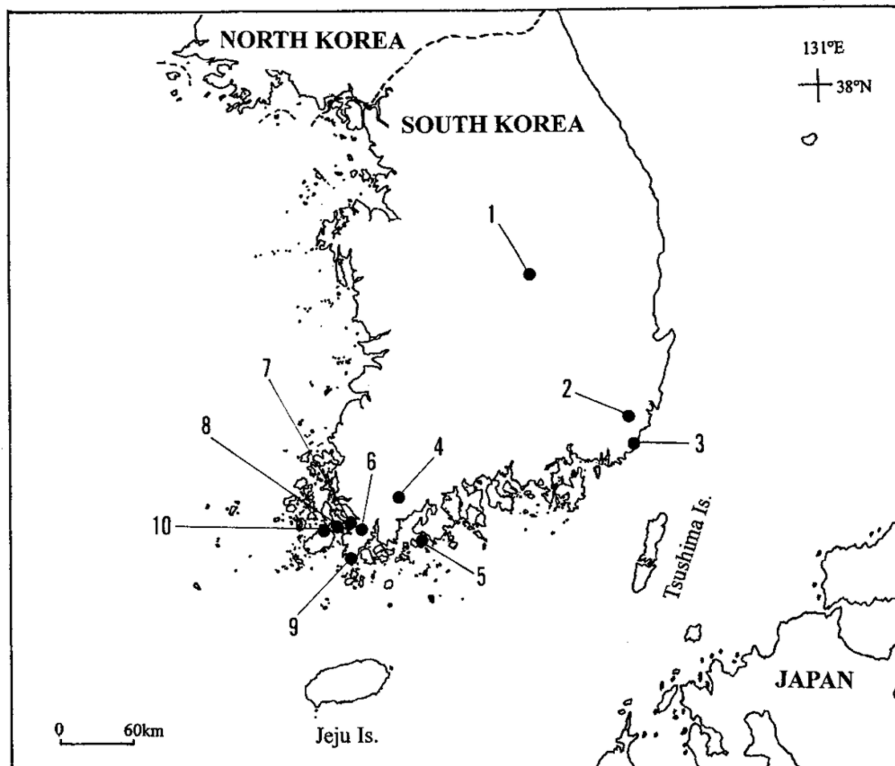 NORTH KOREA
131°E
38°N
SOUTH KOREA
1
7
2
8
3
6
4
10
5
Tsushima Is.
9
JAPAN
0 60km
Jeju Is.